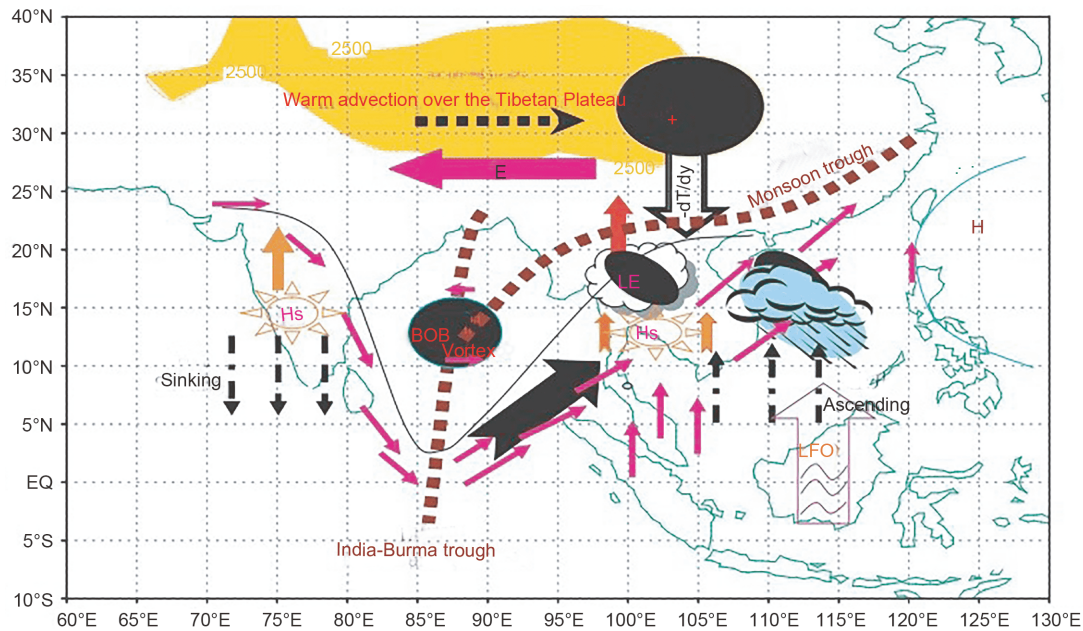 40°N
2500
2500
35°N
Warm advection over the Tibetan Plateau
+
30°N
2500
E
-dT/dy
Monsoon trough
25°N
H
20°N
LE
15°N
Hs
Hs
BOB
Vortex
10°N
Sinking
Ascending
5°N
LFO
EQ
5°S
India-Burma trough
10°S
60°E 65°E 70°E 75°E 80°E 85°E 90°E 95°E 100°E 105°E 110°E 115°E 120°E 125°E 130°E